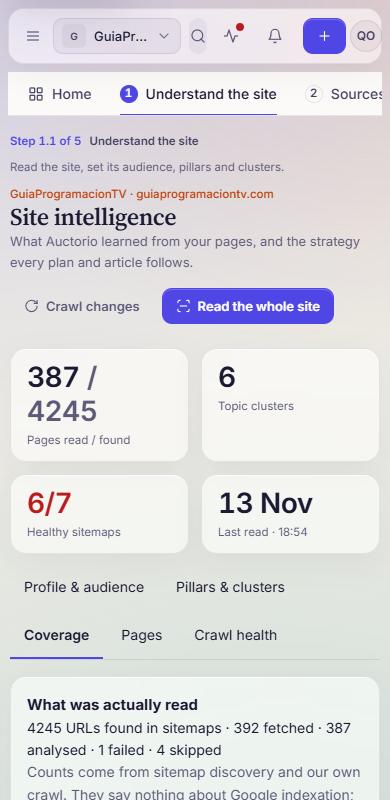 G GuiaPr... + QO
Home 1 Understand the site 2 Sources
Step 1.1 of 5 Understand the site
Read the site, set its audience, pillars and clusters.
GuiaProgramacionTV · guiaprogramaciontv.com
Site intelligence
What Auctorio learned from your pages, and the strategy
every plan and article follows.
Crawl changes Read the whole site
387 /
4245
Pages read / found
6
Topic clusters
6/7
Healthy sitemaps
13 Nov
Last read · 18:54
Profile & audience Pillars & clusters
Coverage Pages Crawl health
What was actually read
4245 URLs found in sitemaps · 392 fetched · 387
analysed · 1 failed · 4 skipped
Counts come from sitemap discovery and our own
crawl. They say nothing about Google indexation;